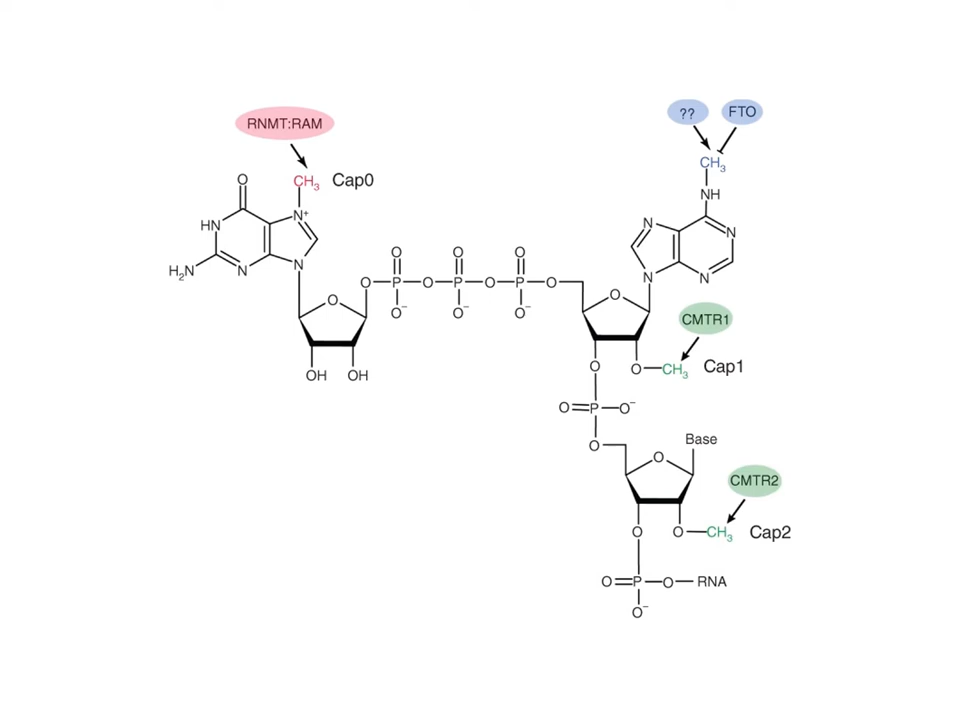 RNMT:RAM
??
FTO
CH3
Cap0
O
CH3
HN
N+
NH
H2N
N
N
N
N
N
N
O
O
O
O
O
P
O
P
O
P
O
O
O−
O−
O−
CMTR1
OH
OH
O
O
CH3
Cap1
O
P
O−
O
Base
O
CMTR2
O
O
CH3
Cap2
O
P
O
RNA
O−